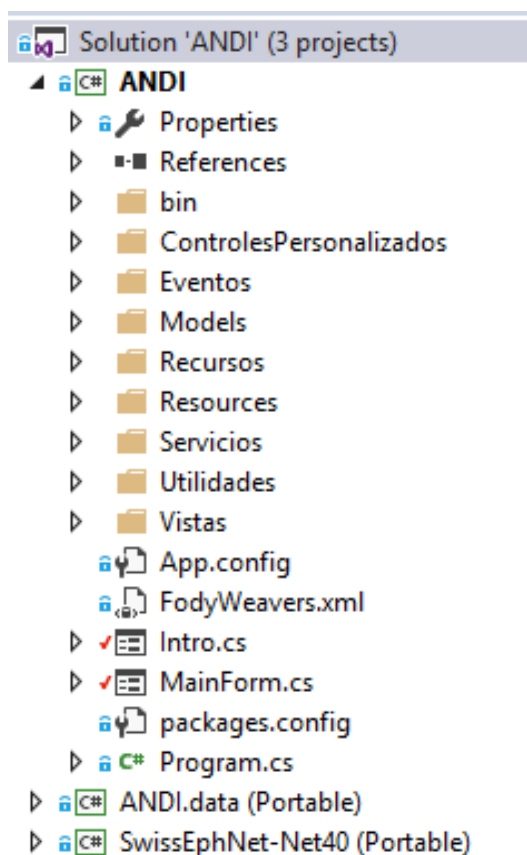 Solution 'ANDI' (3 projects)
C# ANDI
Properties
References
bin
ControlesPersonalizados
Eventos
Models
Recursos
Resources
Servicios
Utilidades
Vistas
App.config
FodyWeavers.xml
Intro.cs
MainForm.cs
packages.config
C# Program.cs
C# ANDI.data (Portable)
C# SwissEphNet-Net40 (Portable)